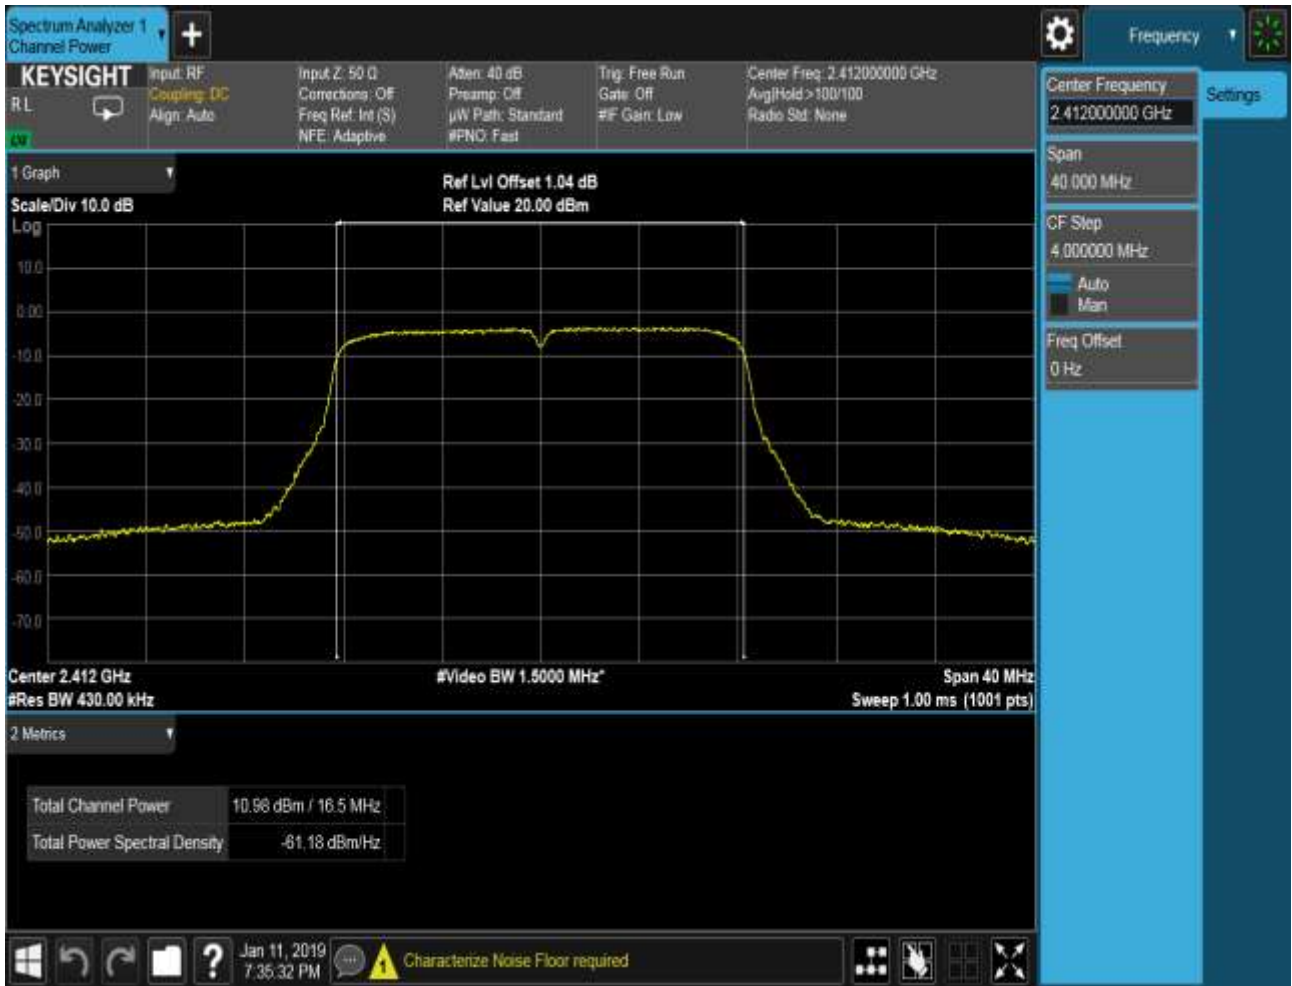 Spectrum Analyzer 1
Channel Power
Frequency
KEYSIGHT
RL
Input: RF
Coupling: DC
Align: Auto
Input Z: 50 Ω
Corrections: Off
Freq Ref: Int (S)
NFE: Adaptive
Atten: 40 dB
Preamp: Off
µW Path: Standard
#PNO: Fast
Trig: Free Run
Gate: Off
#IF Gain: Low
Center Freq: 2.412000000 GHz
Avg|Hold:>100/100
Radio Std: None
Center Frequency
2.412000000 GHz
Settings
Span
40.000 MHz
CF Step
4.000000 MHz
Auto
Man
Freq Offset
0 Hz
1 Graph
Scale/Div 10.0 dB
Ref Lvl Offset 1.04 dB
Ref Value 20.00 dBm
Log
10.0
0.00
-10.0
-20.0
-30.0
-40.0
-50.0
-60.0
-70.0
Center 2.412 GHz
#Video BW 1.5000 MHz*
Span 40 MHz
#Res BW 430.00 kHz
Sweep 1.00 ms (1001 pts)
2 Metrics
Total Channel Power 10.98 dBm / 16.5 MHz
Total Power Spectral Density -61.18 dBm/Hz
?
Jan 11, 2019
7:35:32 PM
1
Characterize Noise Floor required